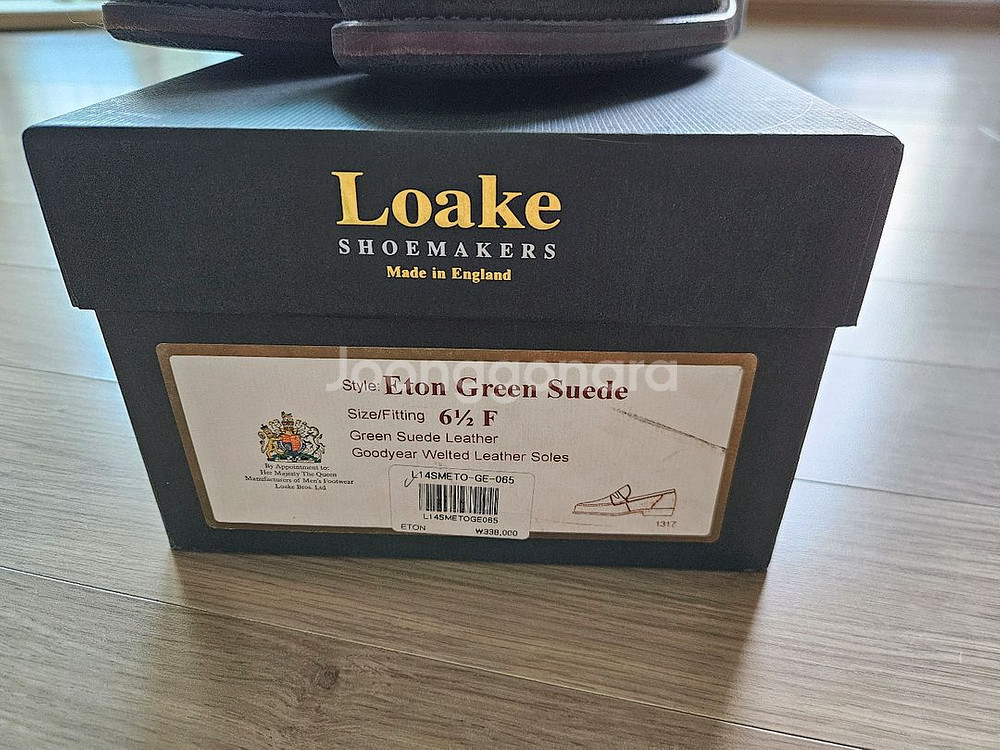 Loake
SHOEMAKERS
Made in England
Joonggonara
Style: Eton Green Suede
Size/Fitting 6½ F
Green Suede Leather
Goodyear Welted Leather Soles
By Appointment to:
Her Majesty The Queen
Manufacturers of Men's Footwear
Loake Bros. Ltd
L14SMETO-GE-065
L14SMETOGE065
ETON ₩338,000
1317